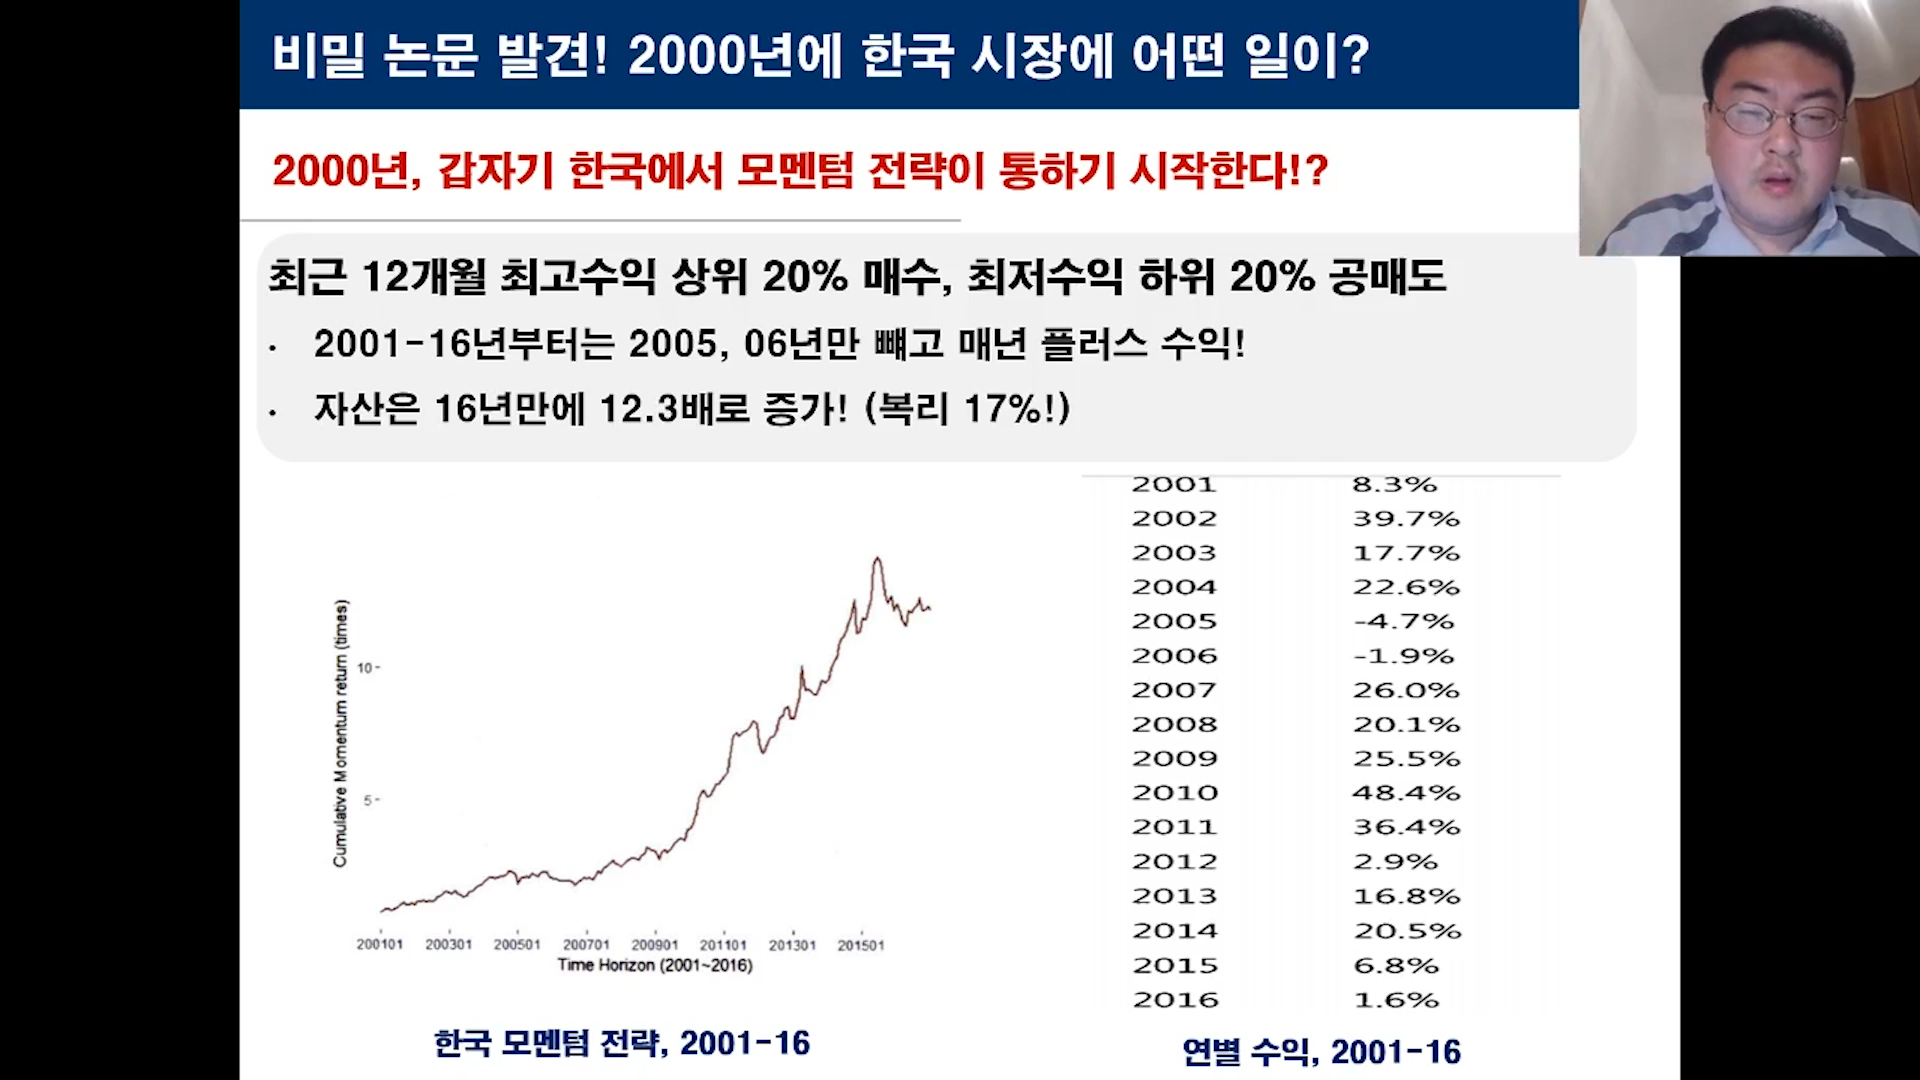 비밀 논문 발견! 2000년에 한국 시장에 어떤 일이?
2000년, 갑자기 한국에서 모멘텀 전략이 통하기 시작한다!?
최근 12개월 최고수익 상위 20% 매수, 최저수익 하위 20% 공매도
· 2001-16년부터는 2005, 06년만 빼고 매년 플러스 수익!
· 자산은 16년만에 12.3배로 증가! (복리 17%!)
Cumulative Momentum return (times)
10
5
200101 200301 200501 200701 200901 201101 201301 201501
Time Horizon (2001~2016)
한국 모멘텀 전략, 2001-16
2001 8.3%
2002 39.7%
2003 17.7%
2004 22.6%
2005 -4.7%
2006 -1.9%
2007 26.0%
2008 20.1%
2009 25.5%
2010 48.4%
2011 36.4%
2012 2.9%
2013 16.8%
2014 20.5%
2015 6.8%
2016 1.6%
연별 수익, 2001-16